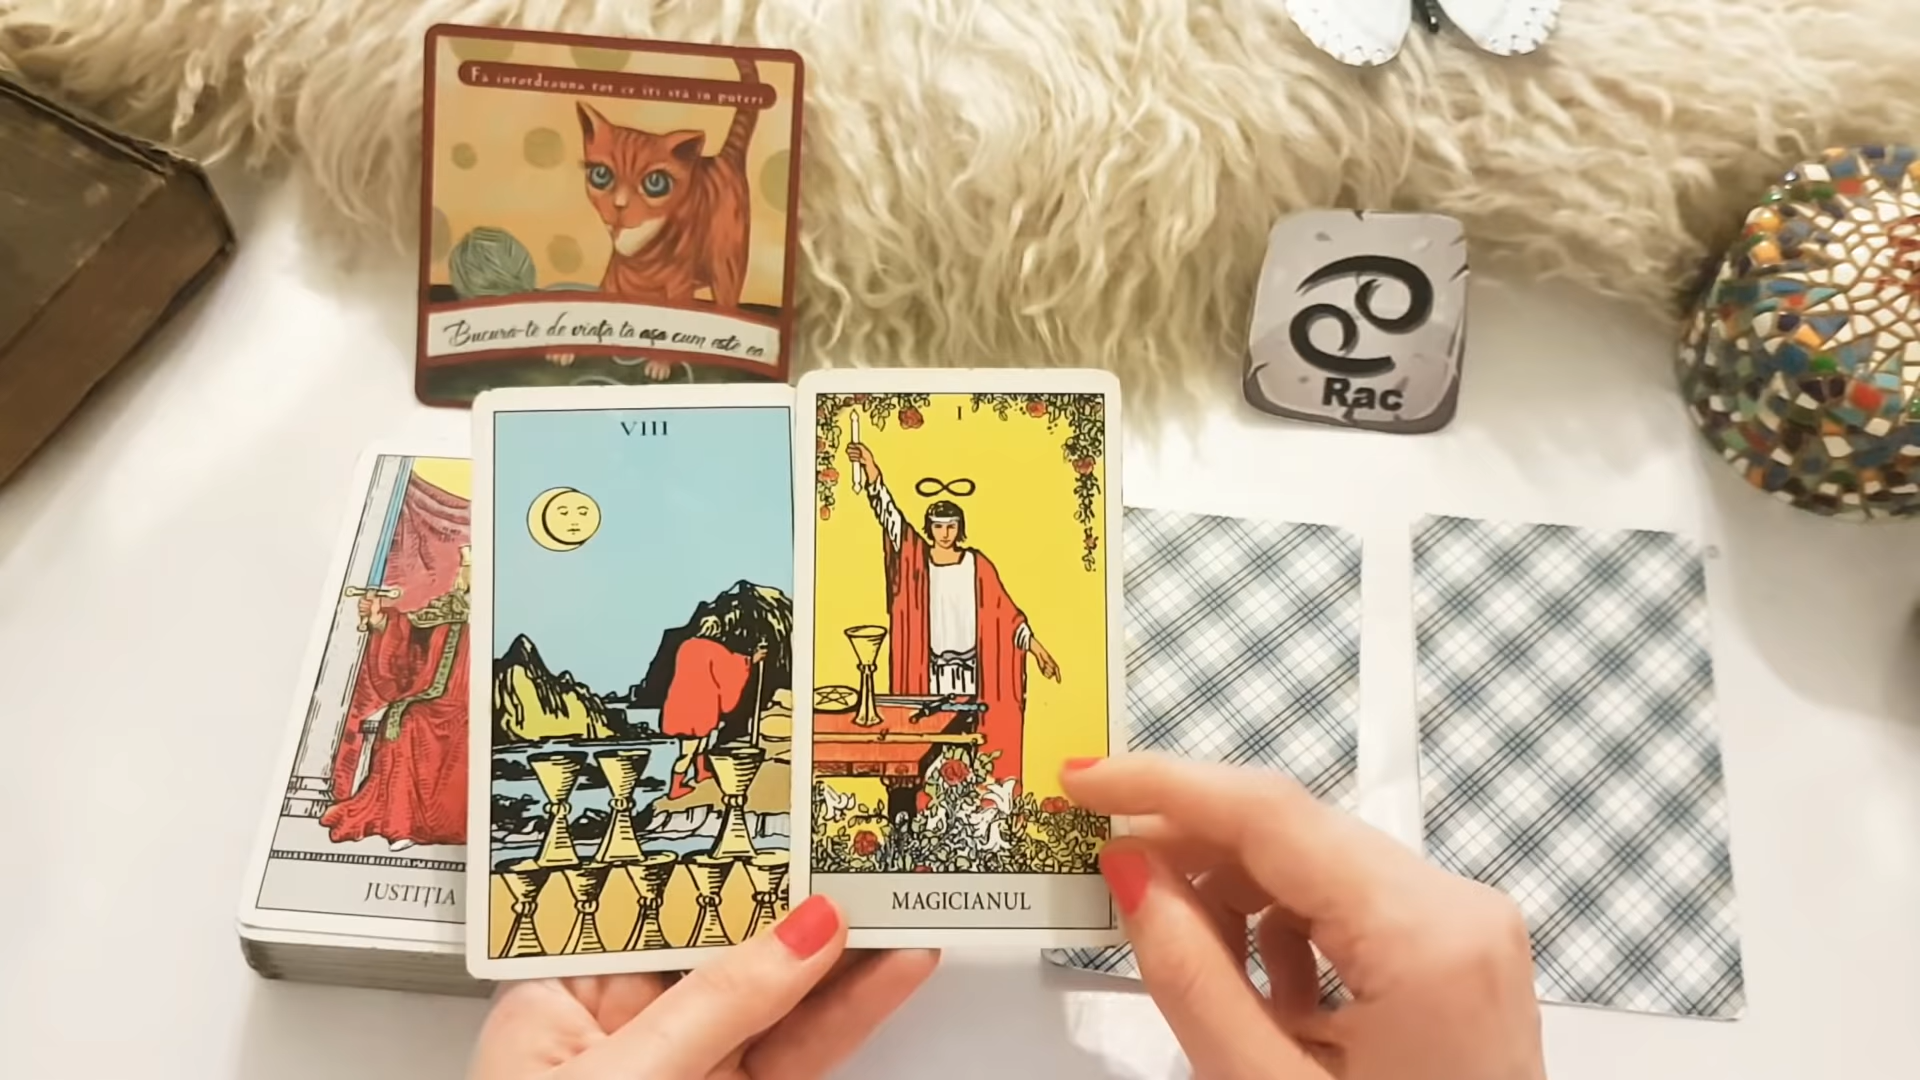 Fă întotdeauna tot ce îți stă în puteri
Bucură-te de viața ta așa cum este ea
Rac
VIII
I
JUSTIȚIA
MAGICIANUL